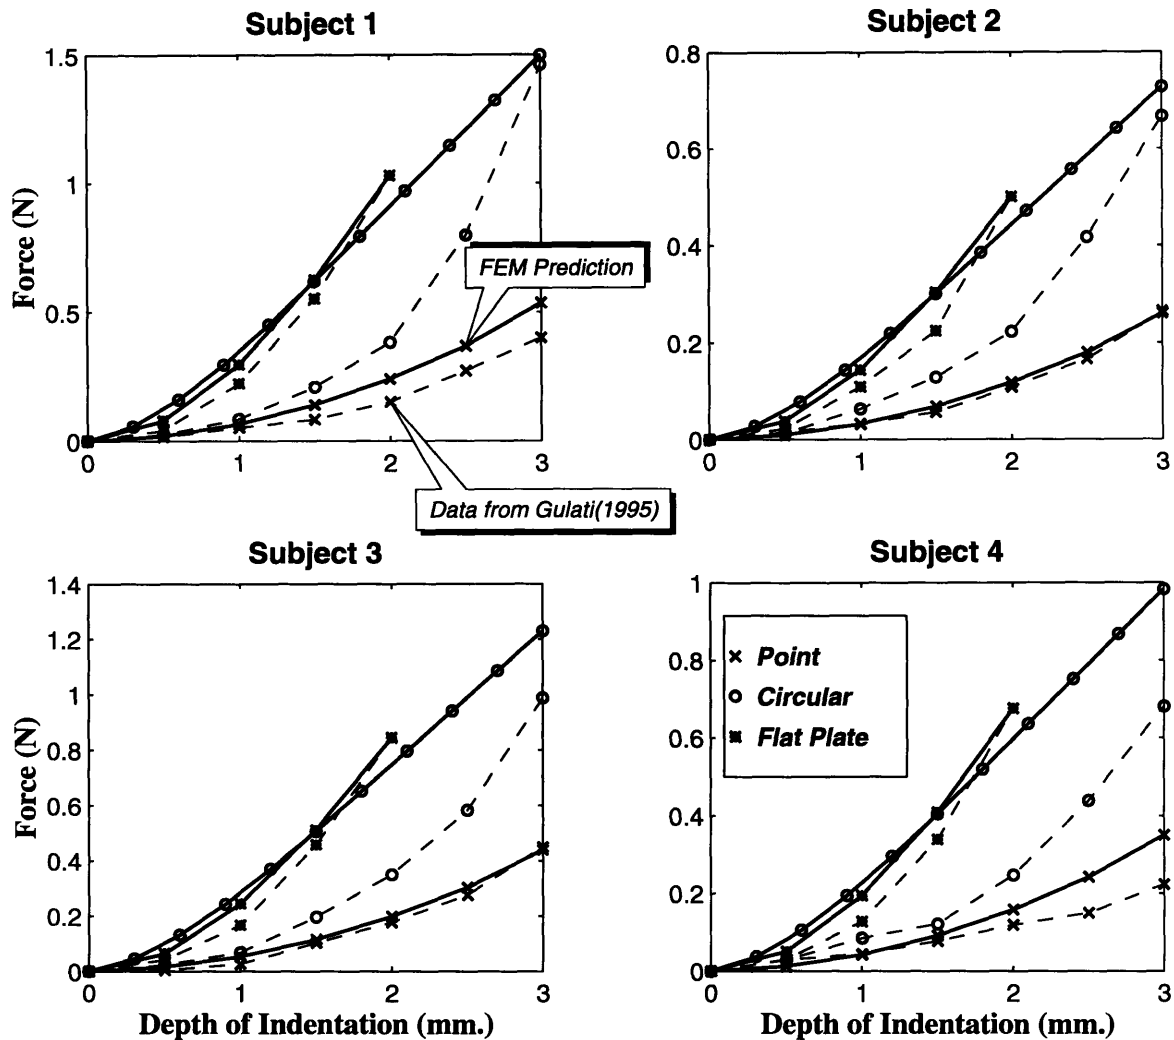 Subject 1
Subject 2
1.5
1
0.5
0
Force (N)
0 1 2 3
FEM Prediction
Data from Gulati(1995)
0.8
0.6
0.4
0.2
0
0 1 2 3
Subject 3
Subject 4
1.4
1.2
1
0.8
0.6
0.4
0.2
0
Force (N)
0 1 2 3
Depth of Indentation (mm.)
1
0.8
0.6
0.4
0.2
0
Point
Circular
Flat Plate
0 1 2 3
Depth of Indentation (mm.)